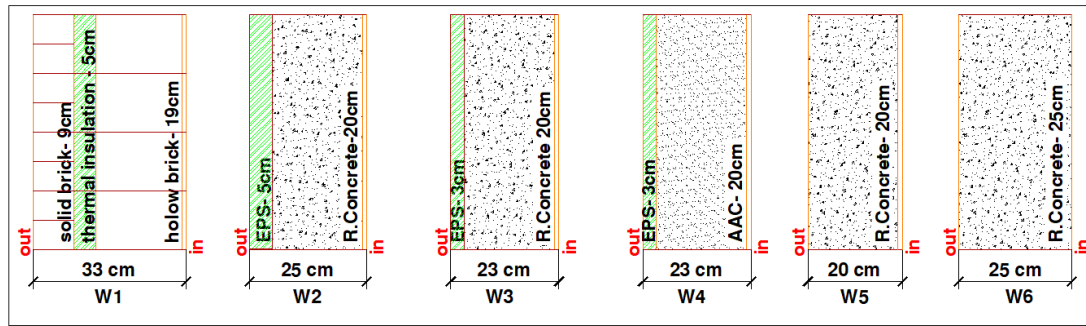 out
solid brick- 9cm
thermal insulation - 5cm
holow brick- 19cm
in
33 cm
W1
out
EPS- 5cm
R.Concrete-20cm
in
25 cm
W2
out
EPS- 3cm
R.Concrete 20cm
in
23 cm
W3
out
EPS- 3cm
AAC- 20cm
in
23 cm
W4
out
R.Concrete- 20cm
in
20 cm
W5
out
R.Concrete- 25cm
in
25 cm
W6